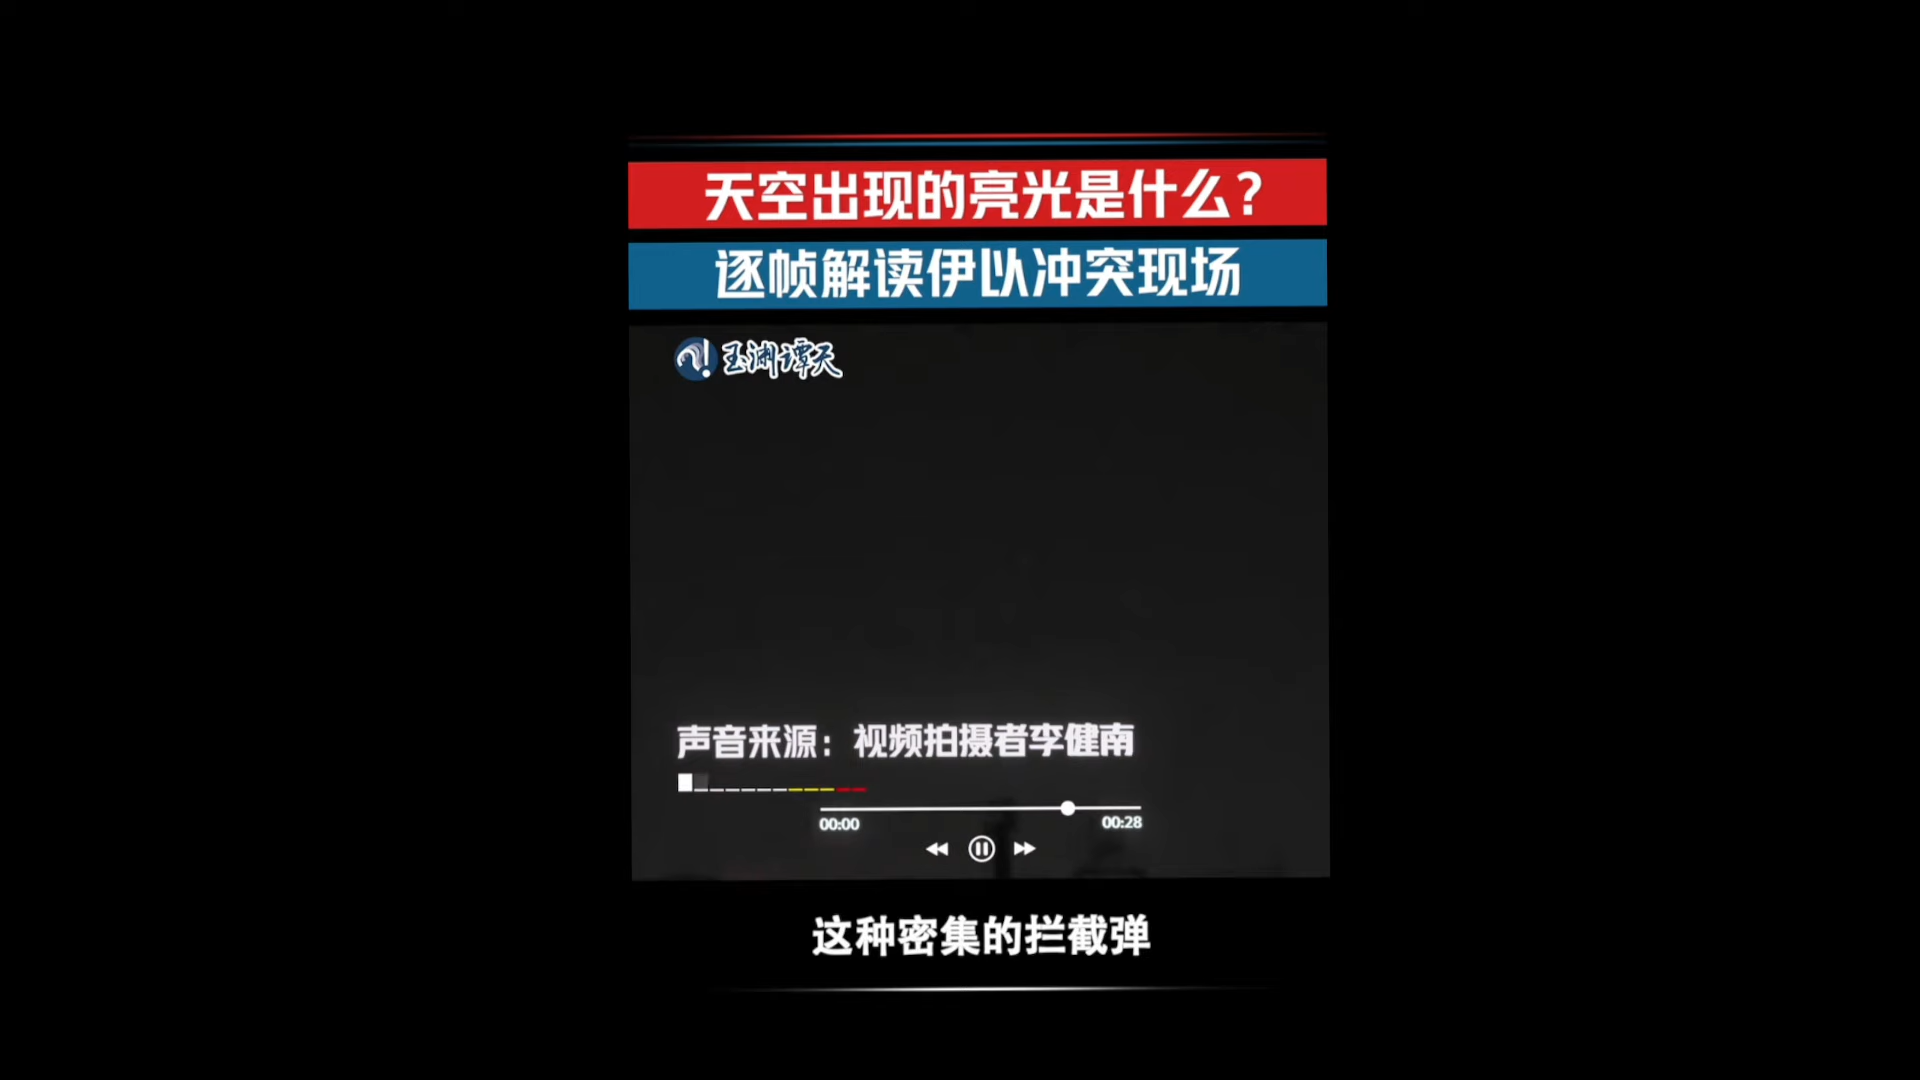 天空出现的亮光是什么?
逐帧解读伊以冲突现场
玉渊谭天
声音来源：视频拍摄者李健南
00:00
00:28
这种密集的拦截弹